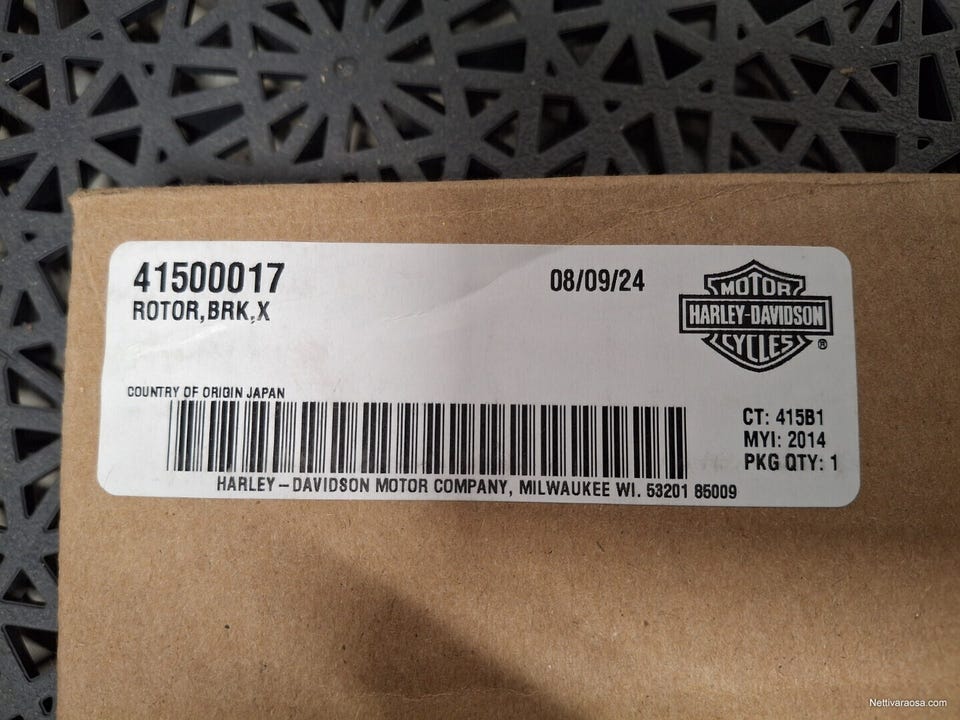 41500017
08/09/24
ROTOR,BRK,X
MOTOR
HARLEY-DAVIDSON
CYCLES
®
COUNTRY OF ORIGIN JAPAN
CT: 415B1
MYI: 2014
PKG QTY: 1
HARLEY-DAVIDSON MOTOR COMPANY, MILWAUKEE WI. 53201 85009
Nettivaraosa.com